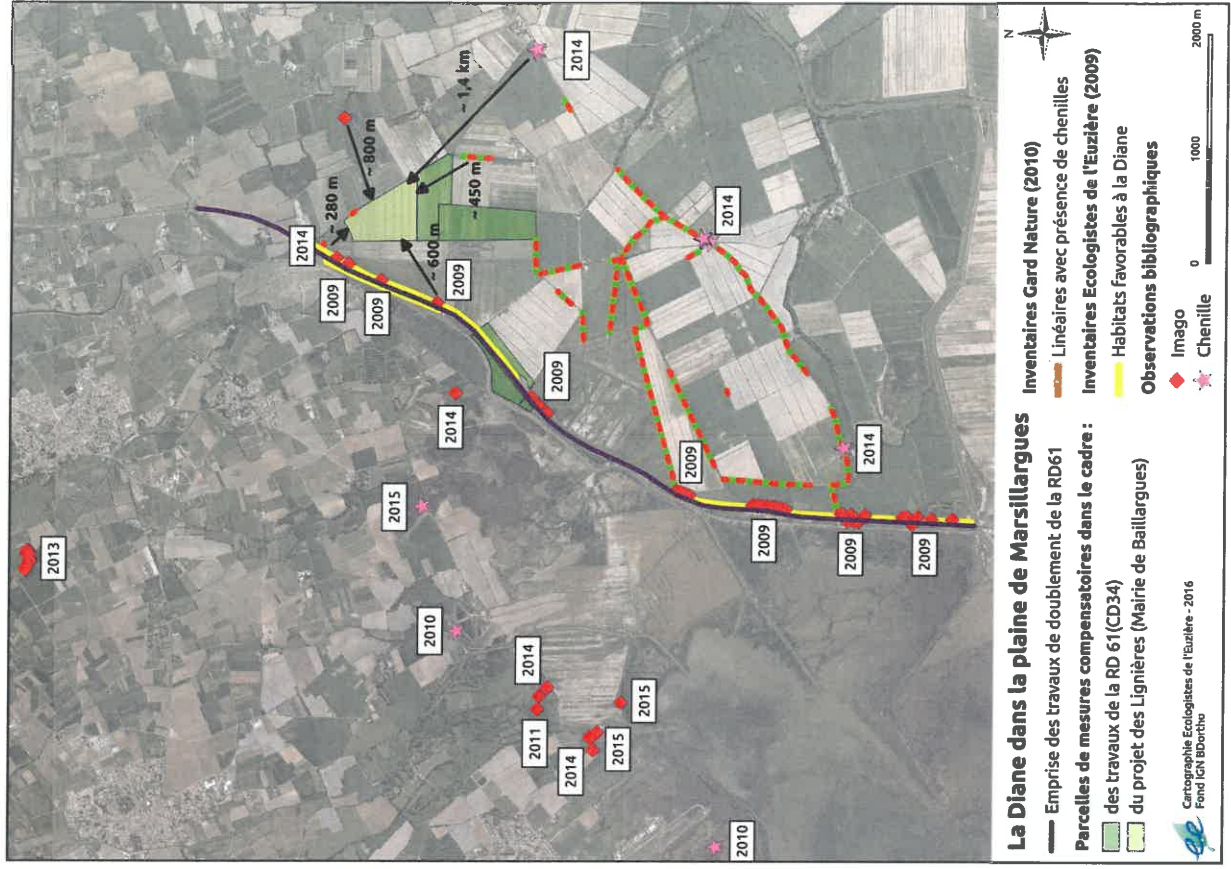 2013
2014
2009
2009
2009
2014
~ 280 m
~ 800 m
~ 1,4 km
~ 450 m
~ 600 m
2014
2015
2010
2009
2014
2014
2011
2014
2015
2015
2010
2009
2009
2009
2009
2014
2014
La Diane dans la plaine de Marsillargues
Emprise des travaux de doublement de la RD61
Parcelles de mesures compensatoires dans le cadre :
des travaux de la RD 61(CD34)
du projet des Lignières (Mairie de Baillargues)
Cartographie Ecologistes de l'Euzière - 2016
Fond IGN BDortho
Inventaires Gard Nature (2010)
Linéaires avec présence de chenilles
Inventaires Ecologistes de l'Euzière (2009)
Habitats favorables à la Diane
Observations bibliographiques
Imago
Chenille
N
0
1000
2000 m